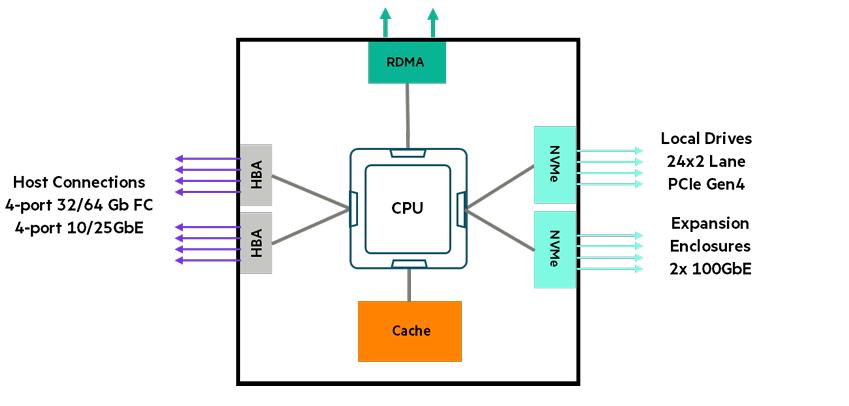 RDMA
HBA
HBA
CPU
NVMe
NVMe
Cache
Host Connections
4-port 32/64 Gb FC
4-port 10/25GbE
Local Drives
24x2 Lane
PCIe Gen4
Expansion
Enclosures
2x 100GbE